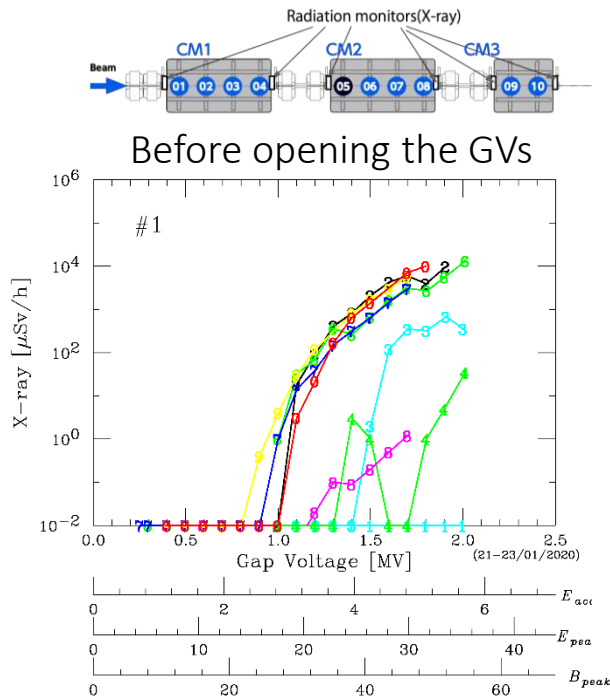 Radiation monitors(X-ray)
CM1 CM2 CM3
Beam
01 02 03 04 05 06 07 08 09 10
Before opening the GVs
#1
X-ray [μSv/h]
10^6
10^4
10^2
10^0
10^-2
0.0 0.5 1.0 1.5 2.0 2.5
Gap Voltage [MV]
(21-23/01/2020)
0 2 4 6 E acc
0 10 20 30 40 E pea
0 20 40 60 B peak